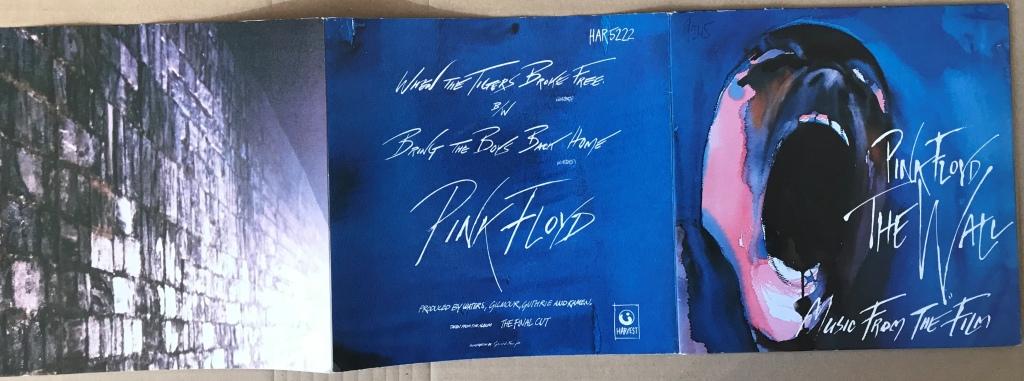 HAR 5222
WHEN THE TIGERS BROKE FREE.
B/W
BRING THE BOYS BACK HOME
PINK FLOYD
PRODUCED BY WATERS, GILMOUR, GUTHRIE AND KAMEN.
TAKEN FROM THE ALBUM THE FINAL CUT
HARVEST
PINK FLOYD
THE WALL
MUSIC FROM THE FILM